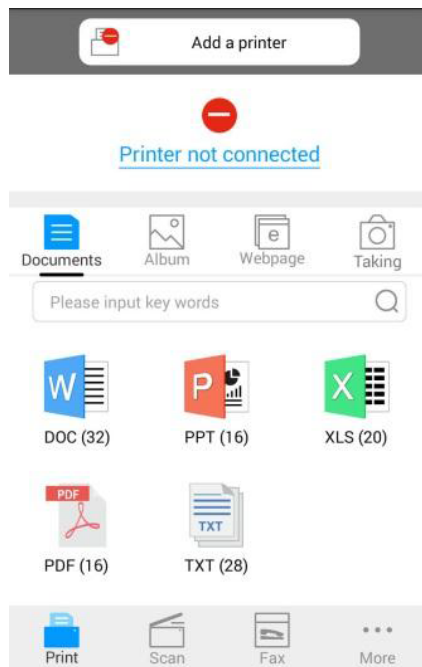 Add a printer
Printer not connected
Documents Album Webpage Taking
Please input key words
W P X
DOC (32) PPT (16) XLS (20)
PDF TXT
PDF (16) TXT (28)
Print Scan Fax More